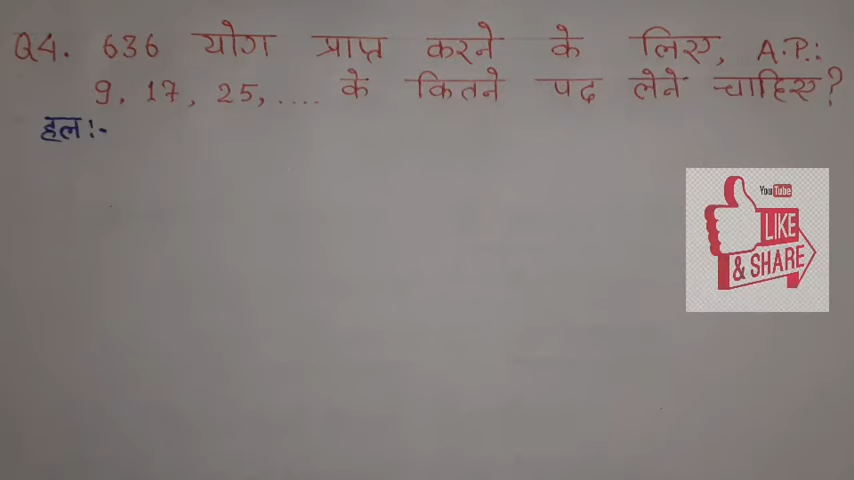 Q4. 636 योग प्राप्त करने के लिए, A.P.:
9, 17, 25, .... के कितने पद लेने चाहिए?
हल :-
YouTube
LIKE
& SHARE